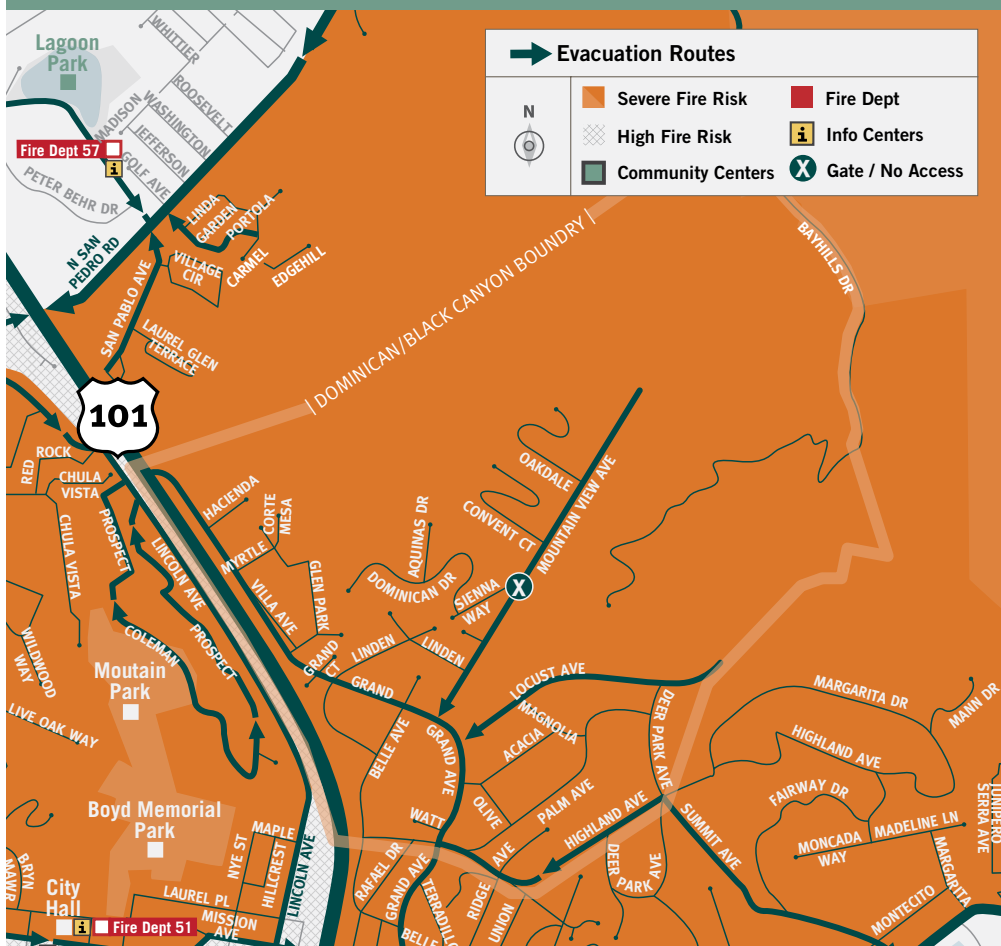 Evacuation Routes
N
Severe Fire Risk
High Fire Risk
Community Centers
Fire Dept
i
Info Centers
X
Gate / No Access
Lagoon
Park
WHITTIER
ROOSEVELT
WASHINGTON
MADISON
JEFFERSON
GOLF AVE
Fire Dept 57
i
PETER BEHR DR
N SAN
PEDRO RD
LINDA
GARDEN
PORTOLA
VILLAGE
CIR
CARMEL
EDGEHILL
SAN PABLO AVE
LAUREL GLEN
TERRACE
| DOMINICAN/BLACK CANYON BOUNDRY |
BAYHILLS DR
101
RED
ROCK
CHULA
VISTA
CHULA VISTA
PROSPECT
LINCOLN AVE
PROSPECT
COLEMAN
HACIENDA
CORTE
MESA
MYRTLE
VILLA AVE
GLEN PARK
GRAND
CT
LINDEN
LINDEN
AQUINAS DR
DOMINICAN DR
SIENNA
WAY
X
OAKDALE
CONVENT CT
MOUNTAIN VIEW AVE
WILDWOOD
WAY
LIVE OAK WAY
Moutain
Park
Boyd Memorial
Park
GRAND
GRAND AVE
BELLE AVE
LOCUST AVE
MAGNOLIA
ACACIA
DEER PARK AVE
MARGARITA DR
MANN DR
HIGHLAND AVE
FAIRWAY DR
MONCADA
WAY
MADELINE LN
MARGARITA
JUNIPERO
SERRA AVE
MONTECITO
SUMMIT AVE
OLIVE
AVE
PALM AVE
HIGHLAND AVE
DEER
PARK
AVE
WATT
RAFAEL DR
GRAND AVE
TERRADILLO
RIDGE
UNION
BELLE
MAPLE
NYE ST
HILLCREST
LINCOLN AVE
LAUREL PL
MISSION
AVE
BRYN
MAWR
City
Hall
i
Fire Dept 51